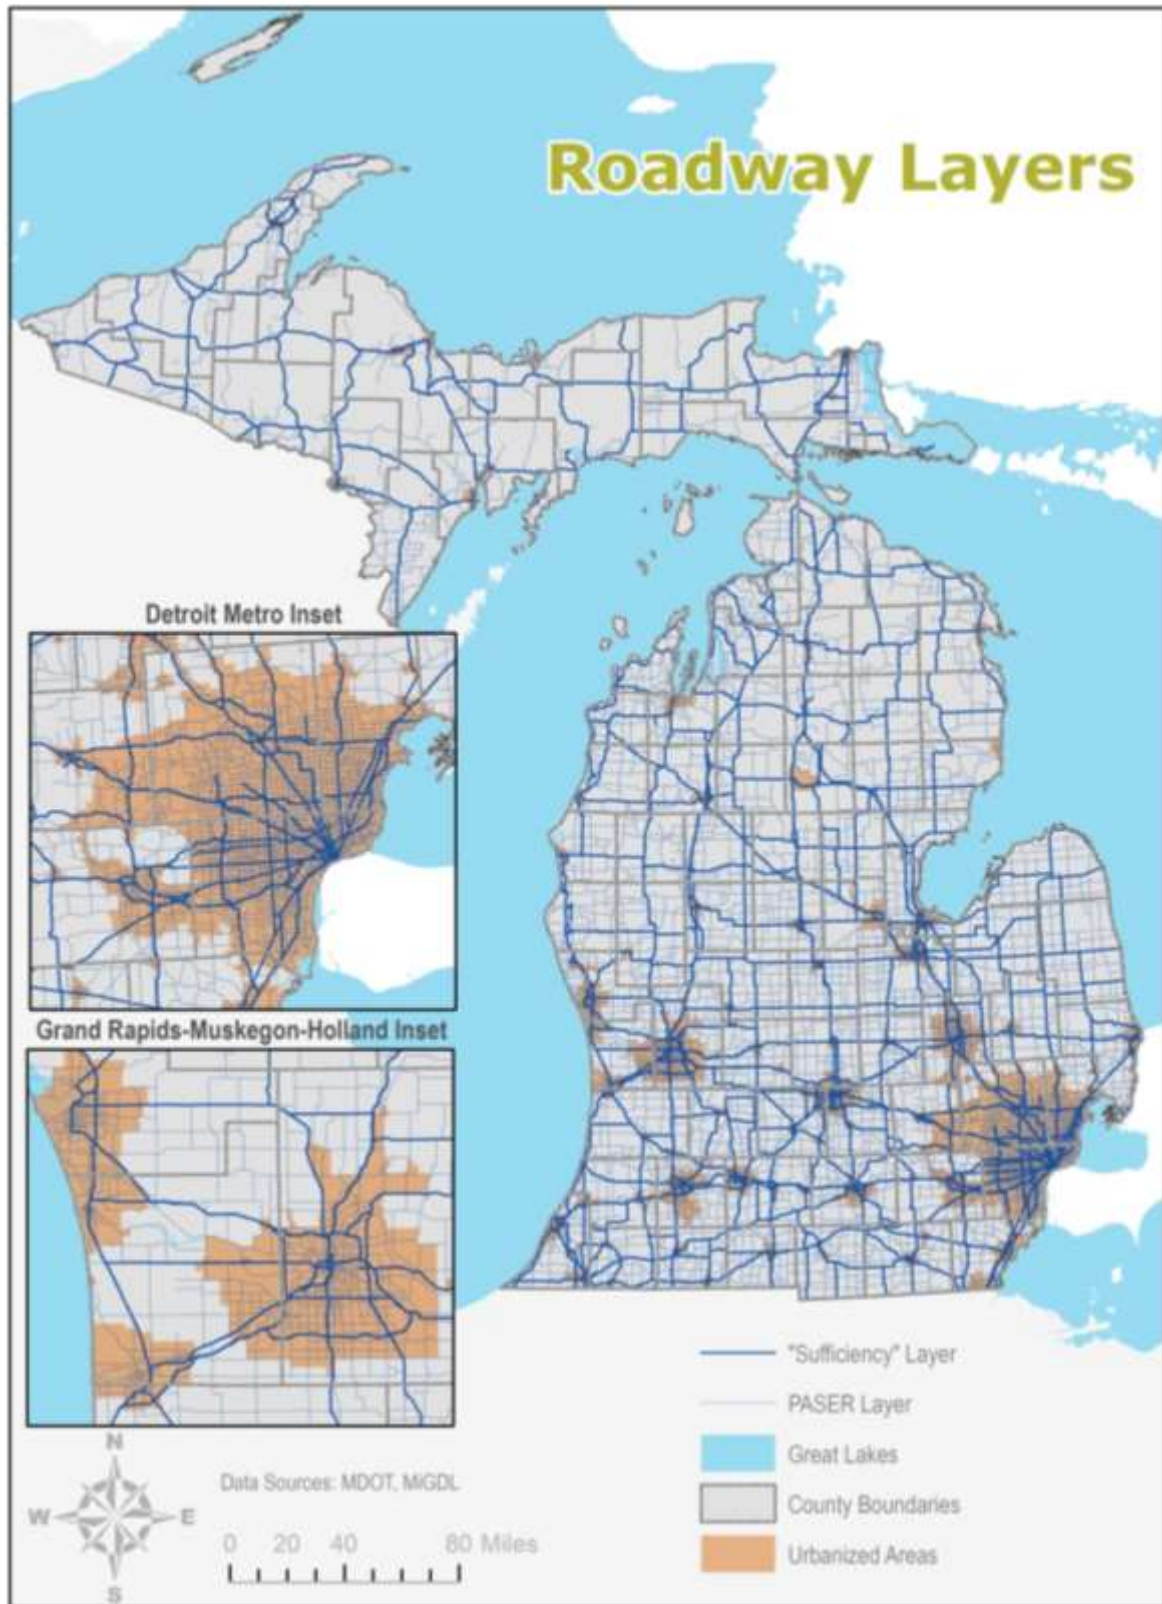 Roadway Layers
Detroit Metro Inset
Grand Rapids-Muskegon-Holland Inset
"Sufficiency" Layer
PASER Layer
Great Lakes
County Boundaries
Urbanized Areas
N
W E
S
Data Sources: MDOT, MiGDL
0 20 40 80 Miles